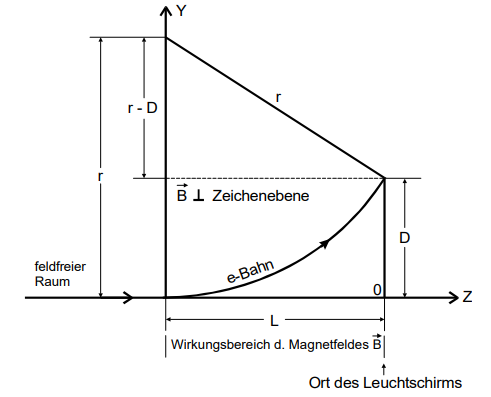 Y
r
r - D
r
B ⊥ Zeichenebene
D
feldfreier
Raum
e-Bahn
0
Z
L
Wirkungsbereich d. Magnetfeldes B
Ort des Leuchtschirms